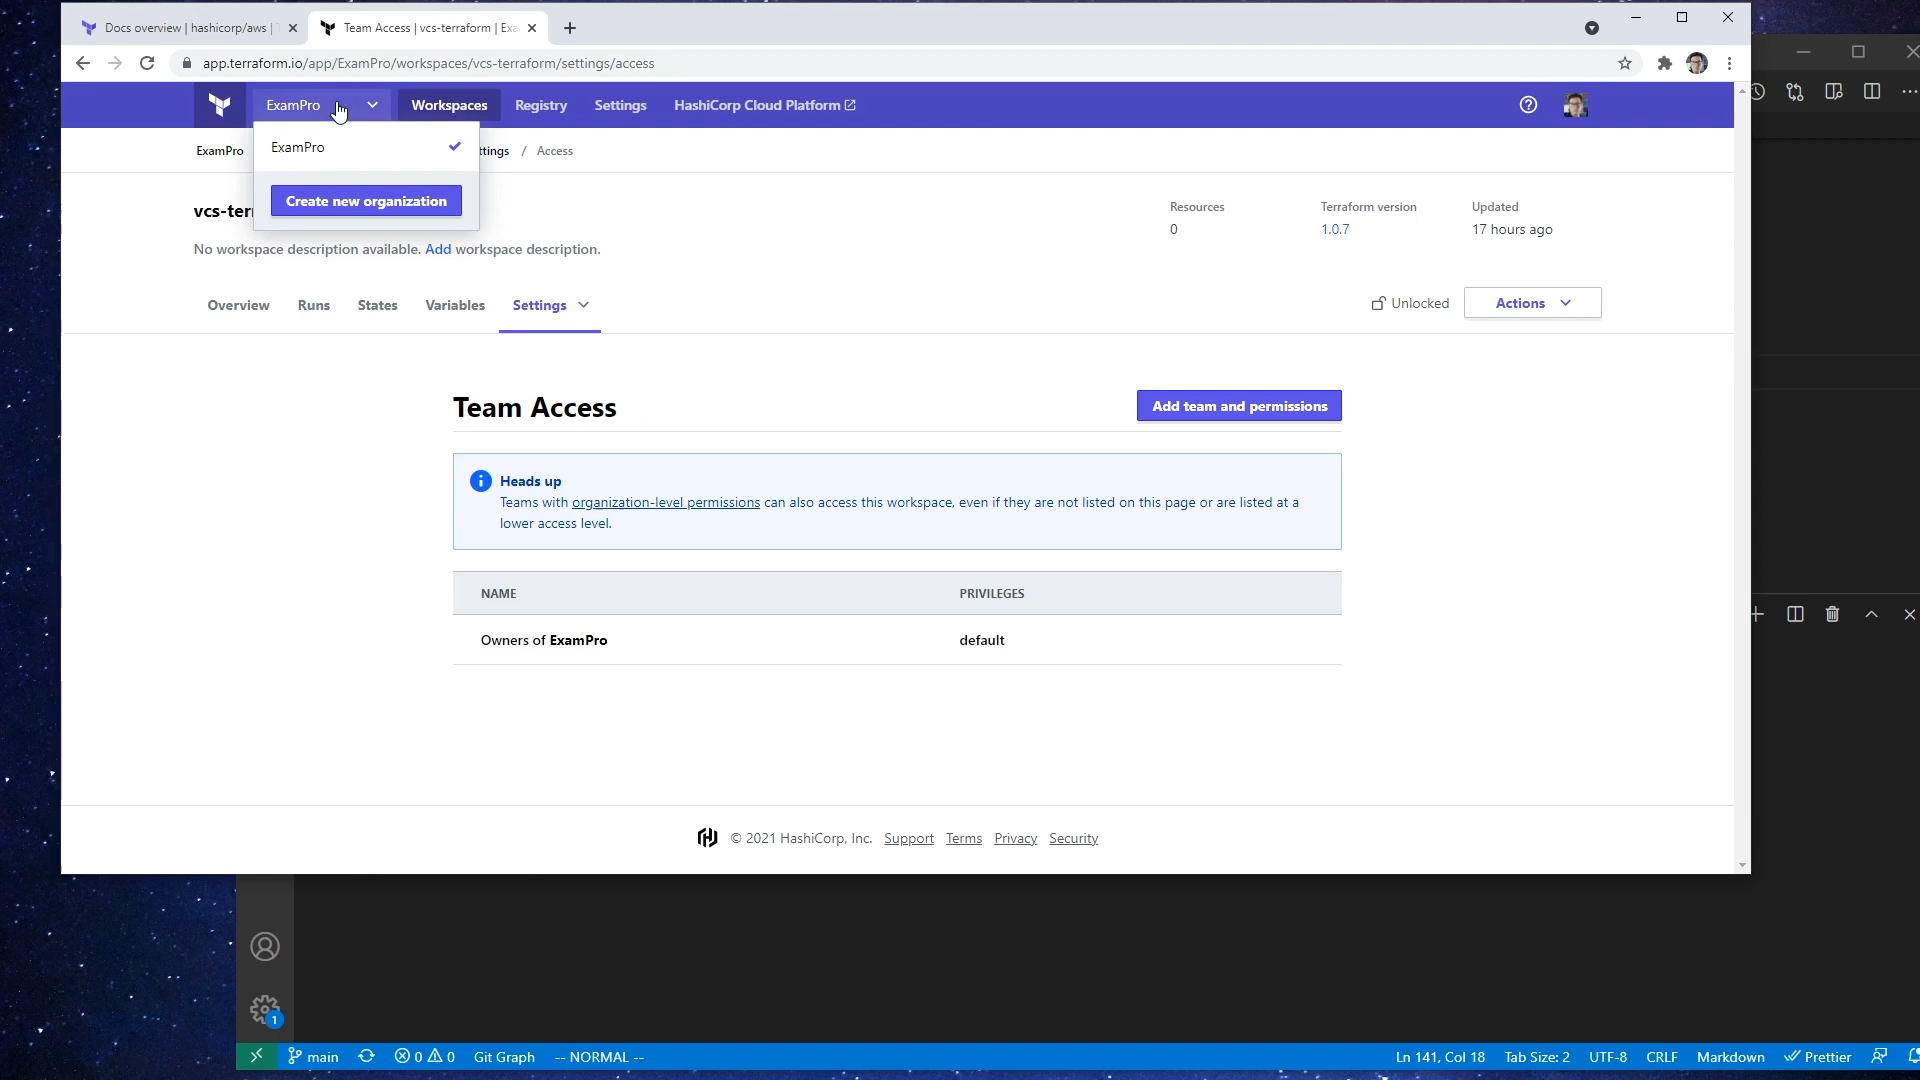 Docs overview | hashicorp/aws |
Team Access | vcs-terraform | Exa
app.terraform.io/app/ExamPro/workspaces/vcs-terraform/settings/access
ExamPro
Workspaces
Registry
Settings
HashiCorp Cloud Platform
ExamPro
ExamPro
ttings / Access
Create new organization
vcs-ter
No workspace description available. Add workspace description.
Resources
0
Terraform version
1.0.7
Updated
17 hours ago
Overview
Runs
States
Variables
Settings
Unlocked
Actions
Team Access
Add team and permissions
Heads up
Teams with organization-level permissions can also access this workspace, even if they are not listed on this page or are listed at a
lower access level.
NAME
PRIVILEGES
Owners of ExamPro
default
© 2021 HashiCorp, Inc. Support Terms Privacy Security
1
main
0 0
Git Graph
-- NORMAL --
Ln 141, Col 18
Tab Size: 2
UTF-8
CRLF
Markdown
Prettier